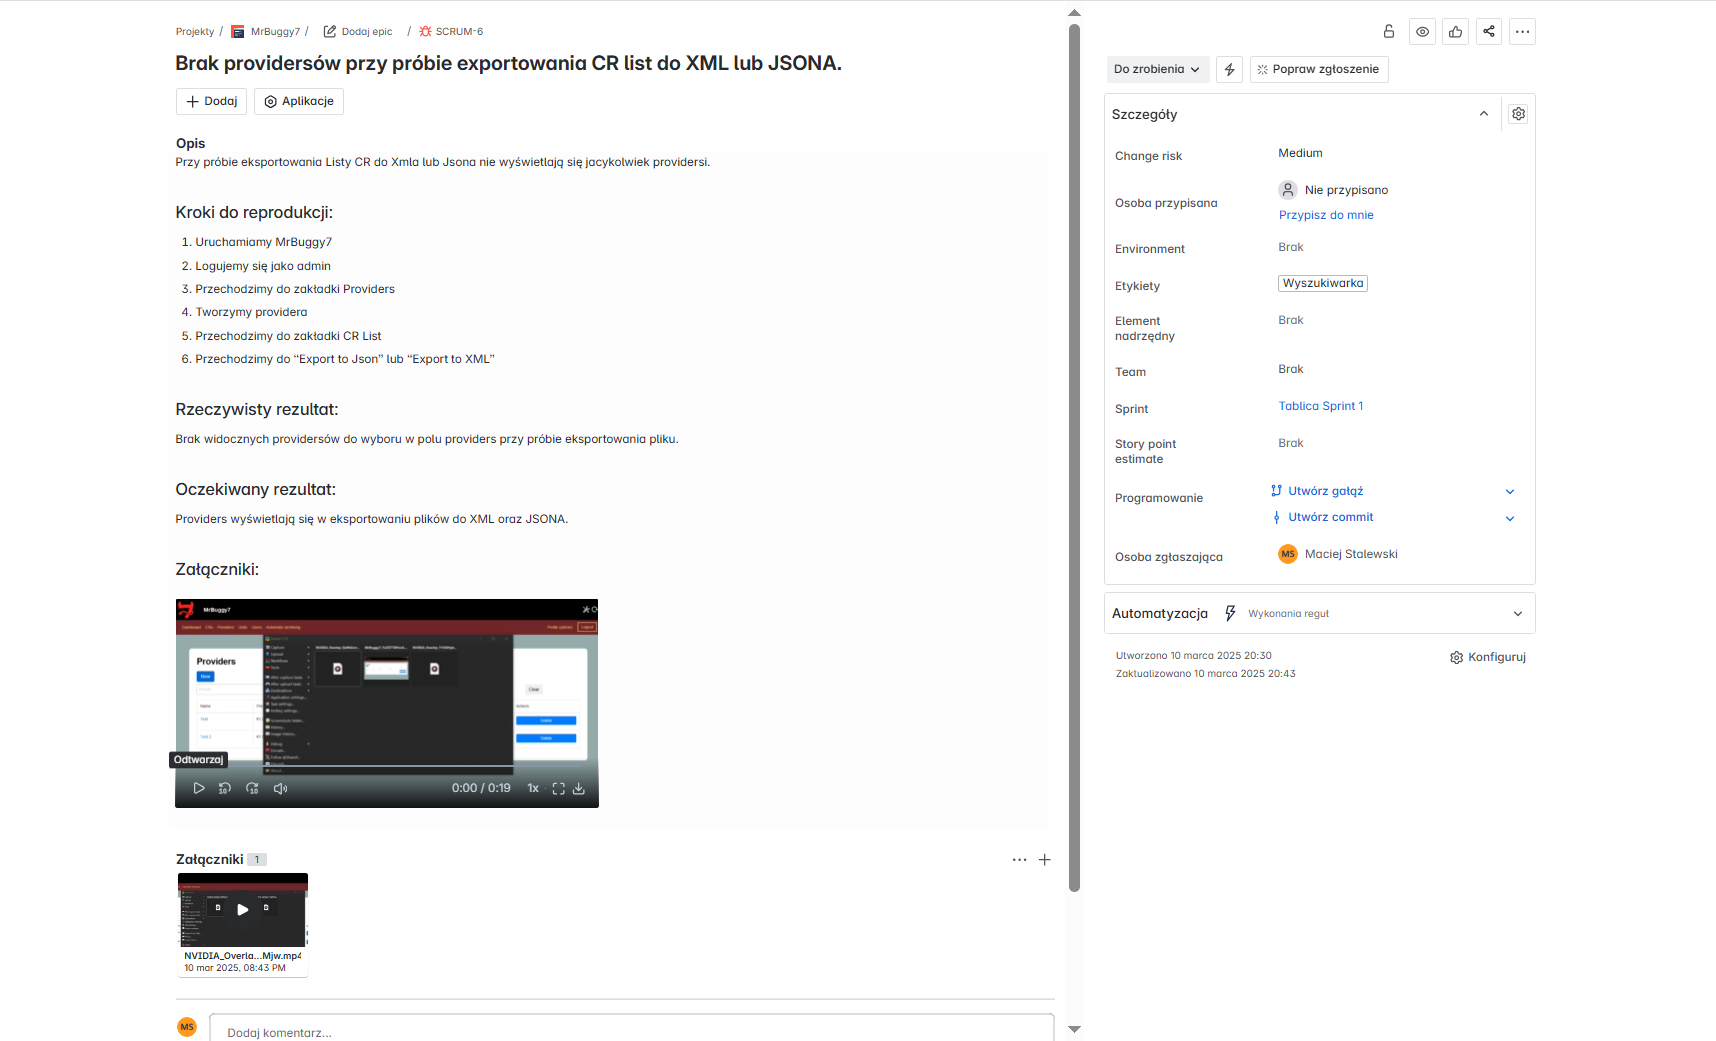 Projekty / MrBuggy7 / Dodaj epic / SCRUM-6
Brak providersów przy próbie exportowania CR list do XML lub JSONA.
Dodaj Aplikacje
Opis
Przy próbie eksportowania Listy CR do Xmla lub Jsona nie wyświetlają się jacykolwiek providersi.
Kroki do reprodukcji:
1. Uruchamiamy MrBuggy7
2. Logujemy się jako admin
3. Przechodzimy do zakładki Providers
4. Tworzymy providera
5. Przechodzimy do zakładki CR List
6. Przechodzimy do “Export to Json” lub “Export to XML”
Rzeczywisty rezultat:
Brak widocznych providersów do wyboru w polu providers przy próbie eksportowania pliku.
Oczekiwany rezultat:
Providers wyświetlają się w eksportowaniu plików do XML oraz JSONA.
Załączniki:
MrBuggy7
Providers
New
Clear
Odtwarzaj
10 10 0:00 / 0:19 1x
Załączniki 1
NVIDIA_Overla...Mjw.mp4
10 mar 2025, 08:43 PM
MS Dodaj komentarz...
Do zrobienia Popraw zgłoszenie
Szczegóły
Change risk Medium
Osoba przypisana Nie przypisano
Przypisz do mnie
Environment Brak
Etykiety Wyszukiwarka
Element nadrzędny Brak
Team Brak
Sprint Tablica Sprint 1
Story point estimate Brak
Programowanie Utwórz gałąź
Utwórz commit
Osoba zgłaszająca MS Maciej Stalewski
Automatyzacja Wykonania reguł
Utworzono 10 marca 2025 20:30
Zaktualizowano 10 marca 2025 20:43
Konfiguruj